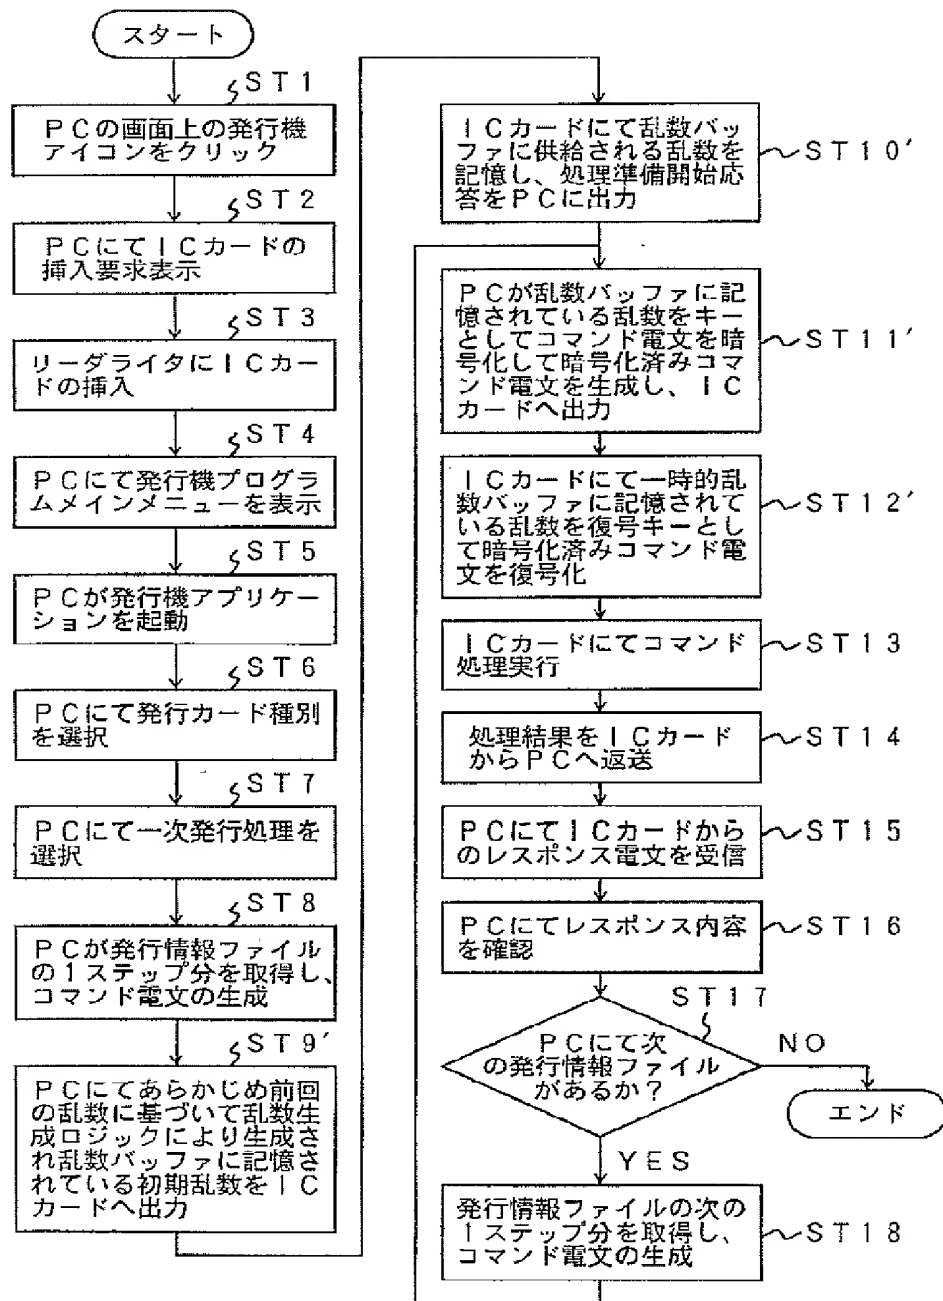 スタート
ST1
PCの画面上の発行機
アイコンをクリック
ST2
PCにてICカードの
挿入要求表示
ST3
リーダライタにICカー
ドの挿入
ST4
PCにて発行機プログラ
ムメインメニューを表示
ST5
PCが発行機アプリケー
ションを起動
ST6
PCにて発行カード種別
を選択
ST7
PCにて一次発行処理を
選択
ST8
PCが発行情報ファイル
の1ステップ分を取得し、
コマンド電文の生成
ST9′
PCにてあらかじめ前回
の乱数に基づいて乱数生
成ロジックにより生成さ
れ乱数バッファに記憶さ
れている初期乱数をIC
カードへ出力
ICカードにて乱数バッ
ファに供給される乱数を
記憶し、処理準備開始応
答をPCに出力
ST10′
PCが乱数バッファに記
憶されている乱数をキー
としてコマンド電文を暗
号化して暗号化済みコマ
ンド電文を生成し、IC
カードへ出力
ST11′
ICカードにて一時的乱
数バッファに記憶されて
いる乱数を復号キーとし
て暗号化済みコマンド電
文を復号化
ST12′
ICカードにてコマンド
処理実行
ST13
処理結果をICカード
からPCへ返送
ST14
PCにてICカードから
のレスポンス電文を受信
ST15
PCにてレスポンス内容
を確認
ST16
ST17
PCにて次
の発行情報ファイル
があるか？
NO
エンド
YES
発行情報ファイルの次の
1ステップ分を取得し、
コマンド電文の生成
ST18